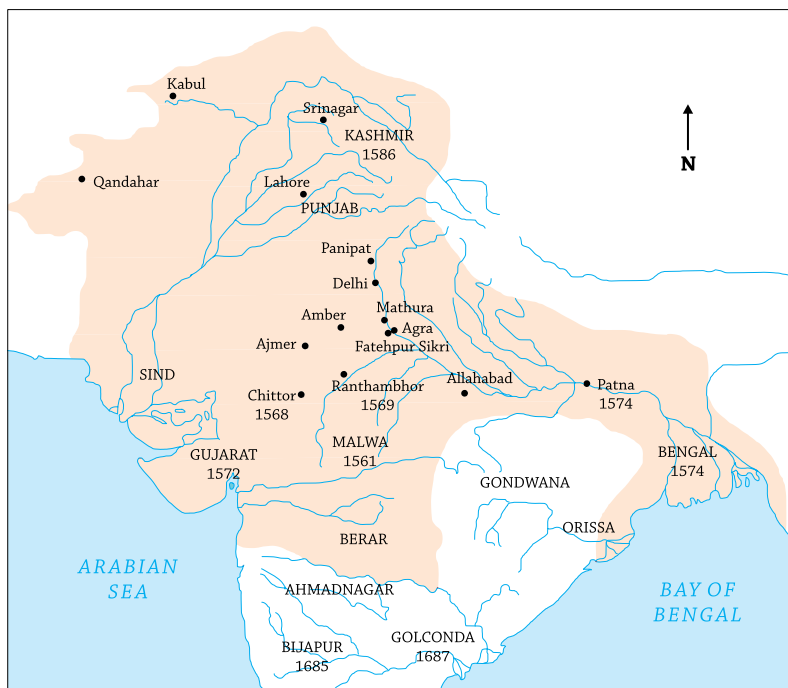 Kabul
Srinagar
KASHMIR
1586
N
Qandahar
Lahore
PUNJAB
Panipat
Delhi
Mathura
Amber
Agra
Ajmer
Fatehpur Sikri
SIND
Ranthambhor
1569
Allahabad
Patna
1574
Chittor
1568
MALWA
1561
GUJARAT
1572
BENGAL
1574
GONDWANA
ORISSA
BERAR
ARABIAN
SEA
AHMADNAGAR
BAY OF
BENGAL
BIJAPUR
1685
GOLCONDA
1687